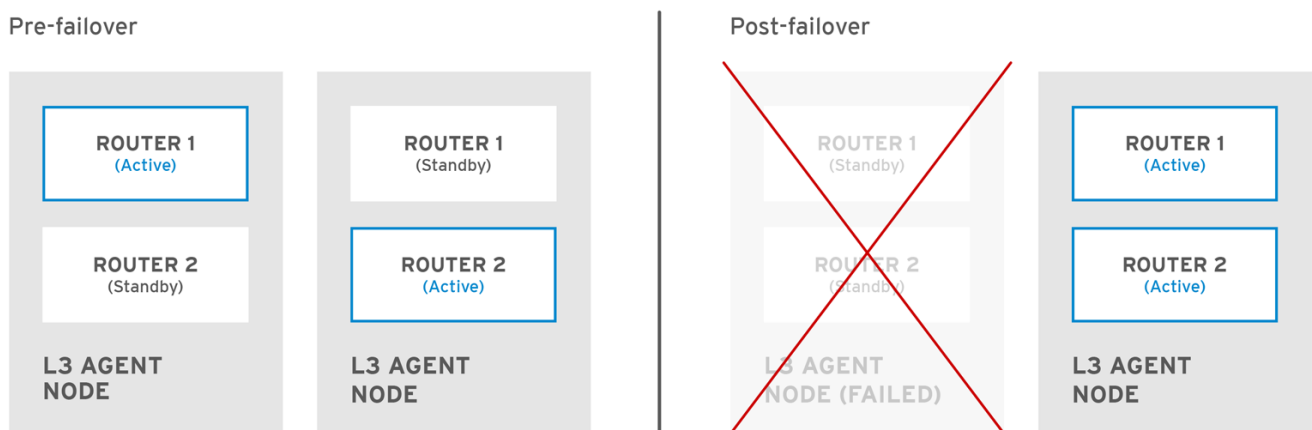 Pre-failover
ROUTER 1
(Active)
ROUTER 2
(Standby)
L3 AGENT
NODE
ROUTER 1
(Standby)
ROUTER 2
(Active)
L3 AGENT
NODE
Post-failover
ROUTER 1
(Standby)
ROUTER 2
(Standby)
L3 AGENT
NODE (FAILED)
ROUTER 1
(Active)
ROUTER 2
(Active)
L3 AGENT
NODE